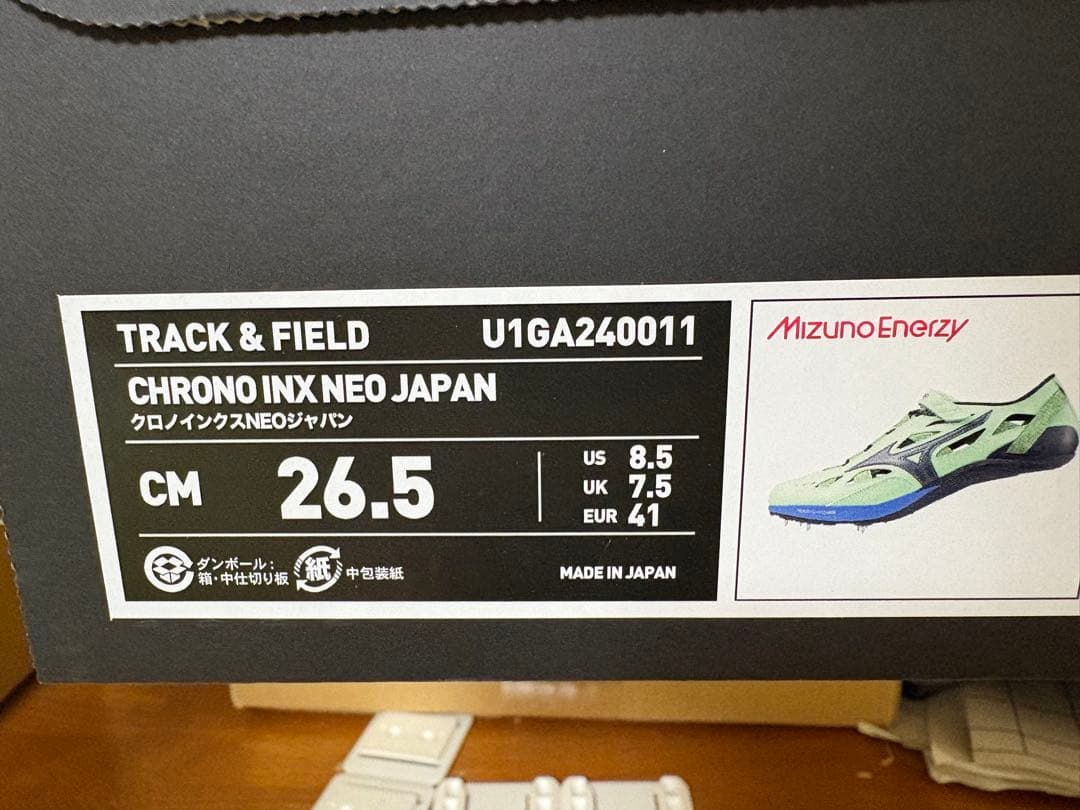 TRACK & FIELD U1GA240011
CHRONO INX NEO JAPAN
クロノインクスNEOジャパン
CM 26.5
US 8.5
UK 7.5
EUR 41
ダンボール：
箱・中仕切り板
紙 中包装紙
MADE IN JAPAN
Mizuno Enerzy